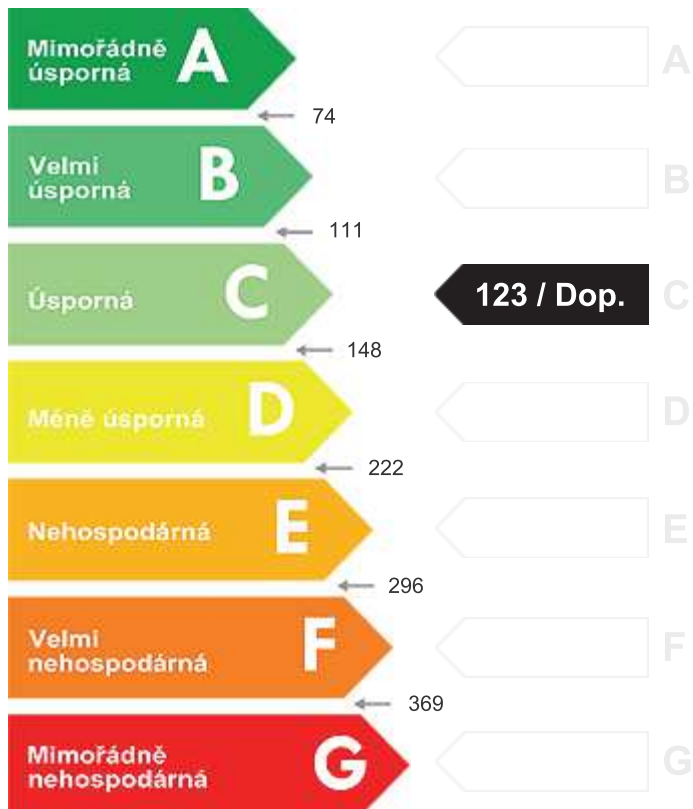 Mimořádně
úsporná
A
A
74
Velmi
úsporná
B
B
111
Úsporná
C
123 / Dop.
C
148
Méně úsporná
D
D
222
Nehospodárná
E
E
296
Velmi
nehospodárná
F
F
369
Mimořádně
nehospodárná
G
G